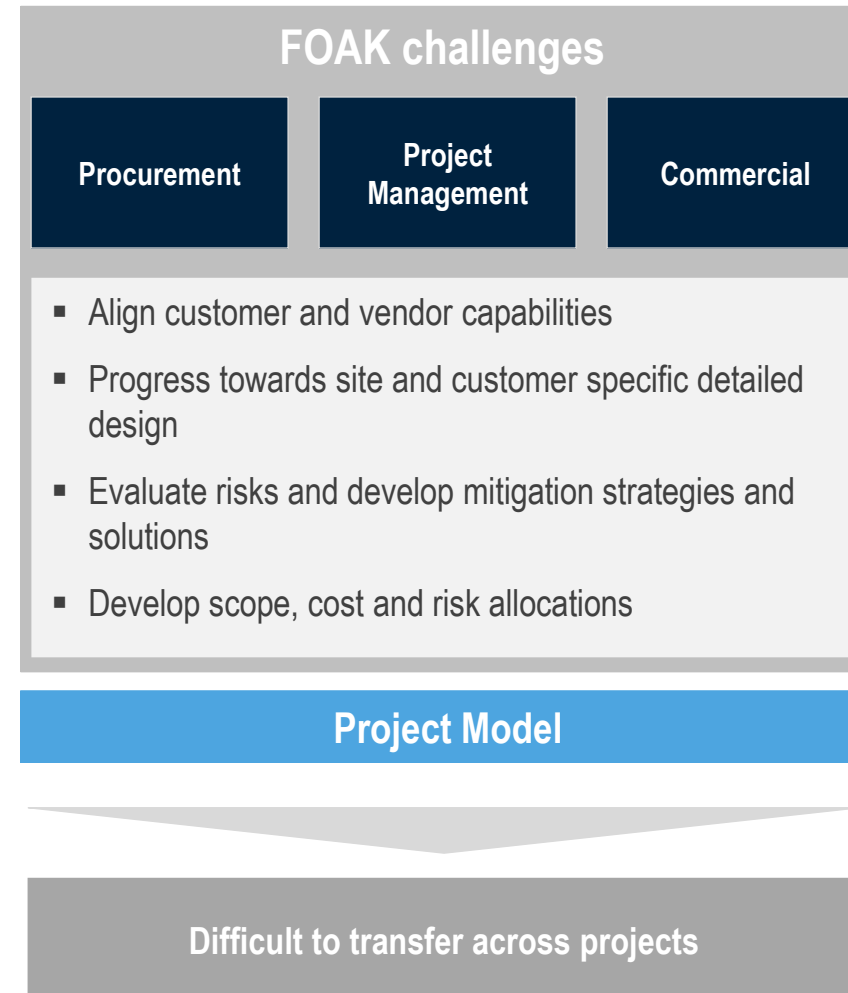 FOAK challenges
Procurement
Project
Management
Commercial
▪ Align customer and vendor capabilities
▪ Progress towards site and customer specific detailed
design
▪ Evaluate risks and develop mitigation strategies and
solutions
▪ Develop scope, cost and risk allocations
Project Model
Difficult to transfer across projects